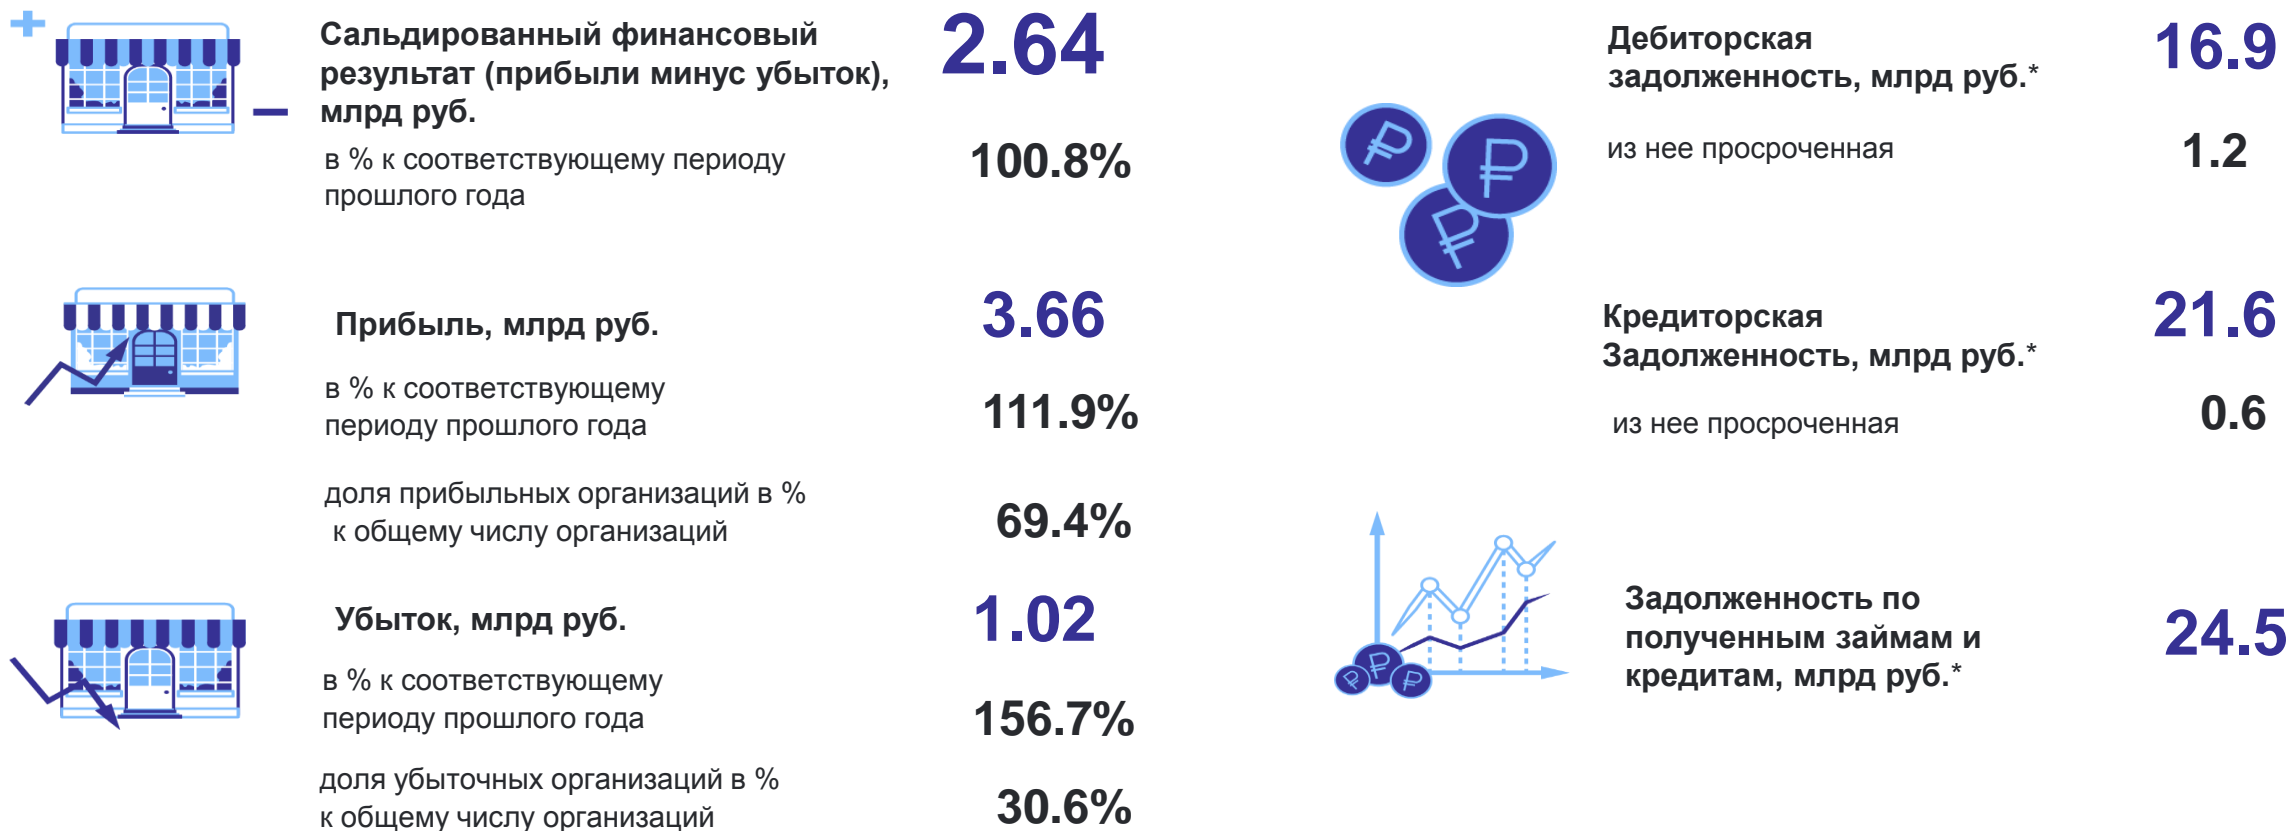 Сальдированный финансовый
результат (прибыли минус убыток),
млрд руб.
2.64
в % к соответствующему периоду
прошлого года
100.8%
Прибыль, млрд руб.
3.66
в % к соответствующему
периоду прошлого года
111.9%
доля прибыльных организаций в %
к общему числу организаций
69.4%
Убыток, млрд руб.
1.02
в % к соответствующему
периоду прошлого года
156.7%
доля убыточных организаций в %
к общему числу организаций
30.6%
Дебиторская
задолженность, млрд руб.*
16.9
из нее просроченная
1.2
Кредиторская
Задолженность, млрд руб.*
21.6
из нее просроченная
0.6
Задолженность по
полученным займам и
кредитам, млрд руб.*
24.5